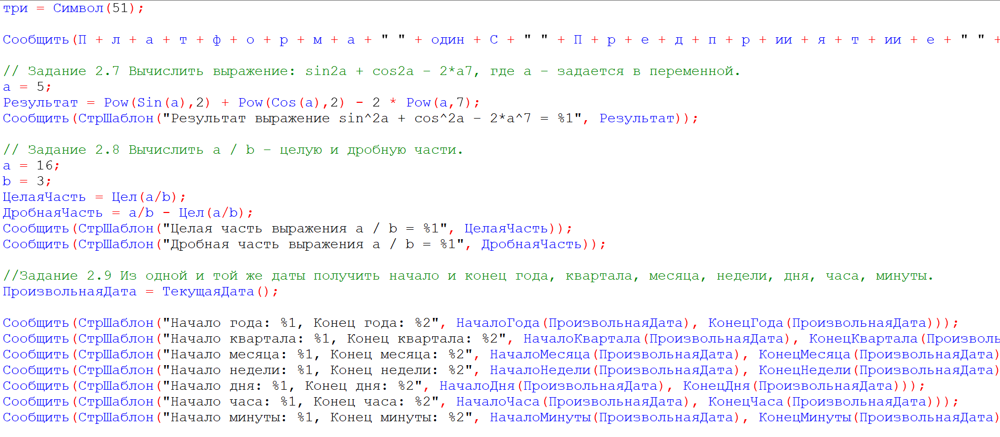 три = Символ(51);
Сообщить(П + л + а + т + ф + о + р + м + а + " " + один + С + " " + П + р + е + д + п + р + ии + я + т + ии + е + " " +
// Задание 2.7 Вычислить выражение: sin2a + cos2a – 2*a7, где a – задается в переменной.
a = 5;
Результат = Pow(Sin(a),2) + Pow(Cos(a),2) - 2 * Pow(a,7);
Сообщить(СтрШаблон("Результат выражение sin^2a + cos^2a – 2*a^7 = %1", Результат));
// Задание 2.8 Вычислить a / b – целую и дробную части.
a = 16;
b = 3;
ЦелаяЧасть = Цел(a/b);
ДробнаяЧасть = a/b - Цел(a/b);
Сообщить(СтрШаблон("Целая часть выражения a / b = %1", ЦелаяЧасть));
Сообщить(СтрШаблон("Дробная часть выражения a / b = %1", ДробнаяЧасть));
//Задание 2.9 Из одной и той же даты получить начало и конец года, квартала, месяца, недели, дня, часа, минуты.
ПроизвольнаяДата = ТекущаяДата();
Сообщить(СтрШаблон("Начало года: %1, Конец года: %2", НачалоГода(ПроизвольнаяДата), КонецГода(ПроизвольнаяДата)));
Сообщить(СтрШаблон("Начало квартала: %1, Конец квартала: %2", НачалоКвартала(ПроизвольнаяДата), КонецКвартала(Произволь
Сообщить(СтрШаблон("Начало месяца: %1, Конец месяца: %2", НачалоМесяца(ПроизвольнаяДата), КонецМесяца(ПроизвольнаяДата)
Сообщить(СтрШаблон("Начало недели: %1, Конец недели: %2", НачалоНедели(ПроизвольнаяДата), КонецНедели(ПроизвольнаяДата)
Сообщить(СтрШаблон("Начало дня: %1, Конец дня: %2", НачалоДня(ПроизвольнаяДата), КонецДня(ПроизвольнаяДата)));
Сообщить(СтрШаблон("Начало часа: %1, Конец часа: %2", НачалоЧаса(ПроизвольнаяДата), КонецЧаса(ПроизвольнаяДата)));
Сообщить(СтрШаблон("Начало минуты: %1, Конец минуты: %2", НачалоМинуты(ПроизвольнаяДата), КонецМинуты(ПроизвольнаяДата)